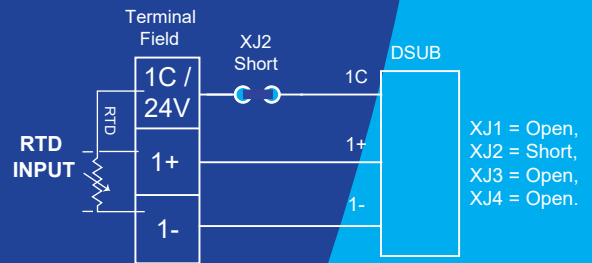 Terminal
Field
XJ2
Short
DSUB
1C /
24V
1C
RTD
RTD
INPUT
1+
1+
1-
1-
XJ1 = Open,
XJ2 = Short,
XJ3 = Open,
XJ4 = Open.